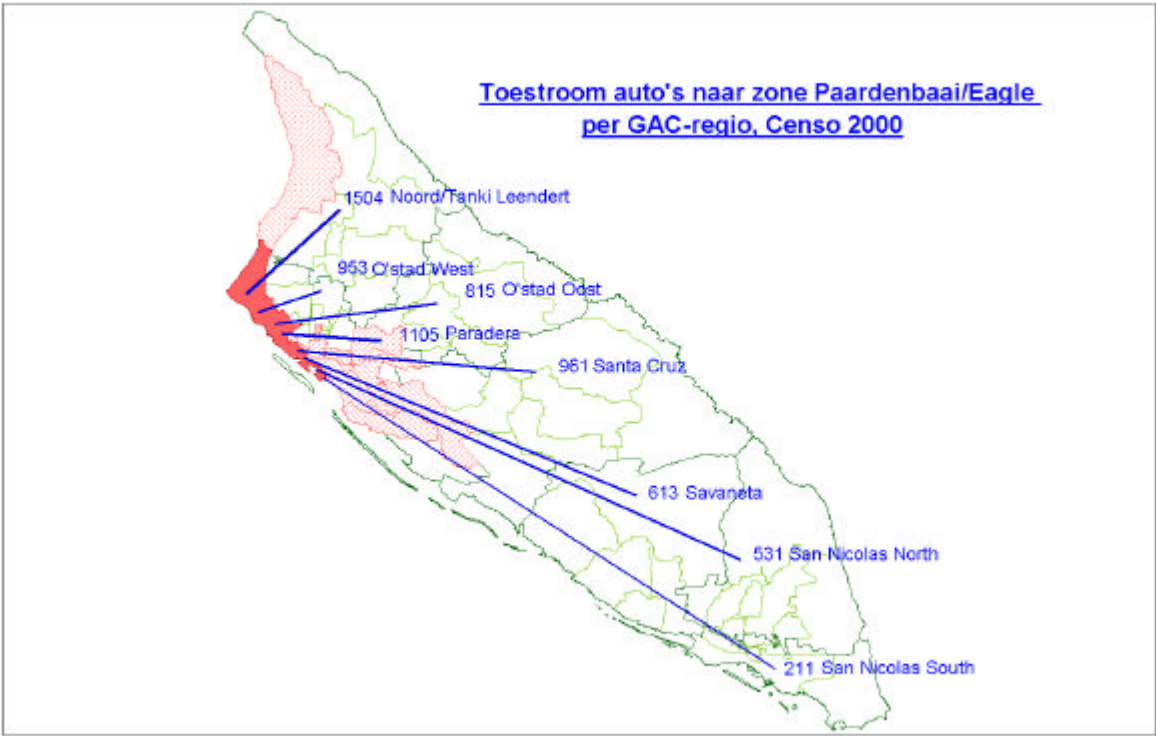 Toestroom auto's naar zone Paardenbaai/Eagle
per GAC-regio, Censo 2000
1504 Noord/Tanki Leendert
953 O'stad West
815 O'stad Oost
1105 Paradera
961 Santa Cruz
613 Savaneta
531 San Nicolas North
211 San Nicolas South